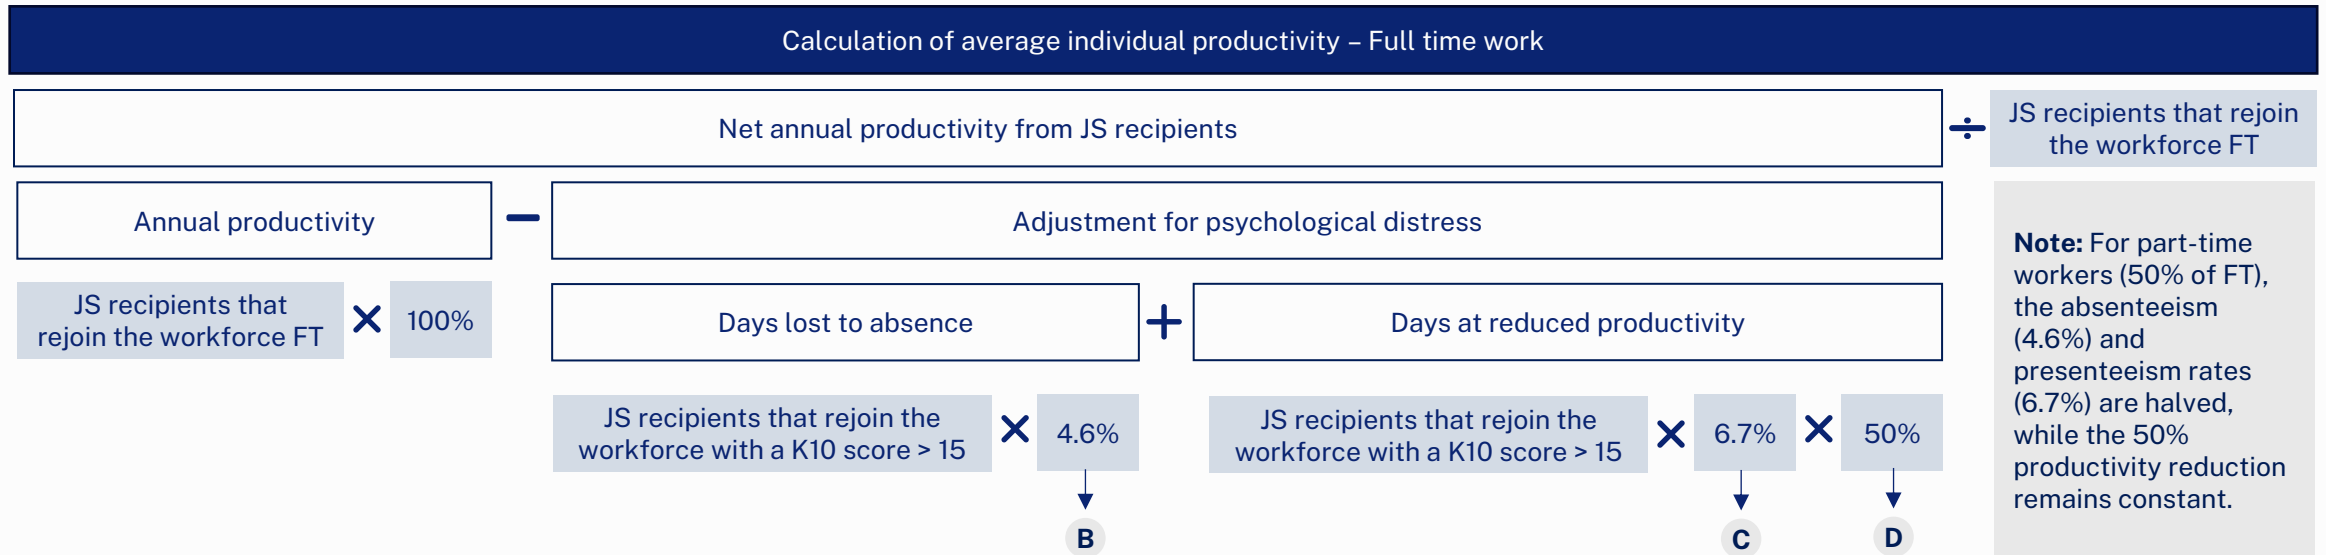 Calculation of average individual productivity – Full time work
Net annual productivity from JS recipients
÷
JS recipients that rejoin
the workforce FT
Annual productivity
−
Adjustment for psychological distress
JS recipients that
rejoin the workforce FT
×
100%
Days lost to absence
+
Days at reduced productivity
JS recipients that rejoin the
workforce with a K10 score > 15
×
4.6%
JS recipients that rejoin the
workforce with a K10 score > 15
×
6.7%
×
50%
B
C
D
Note: For part-time
workers (50% of FT),
the absenteeism
(4.6%) and
presenteeism rates
(6.7%) are halved,
while the 50%
productivity reduction
remains constant.